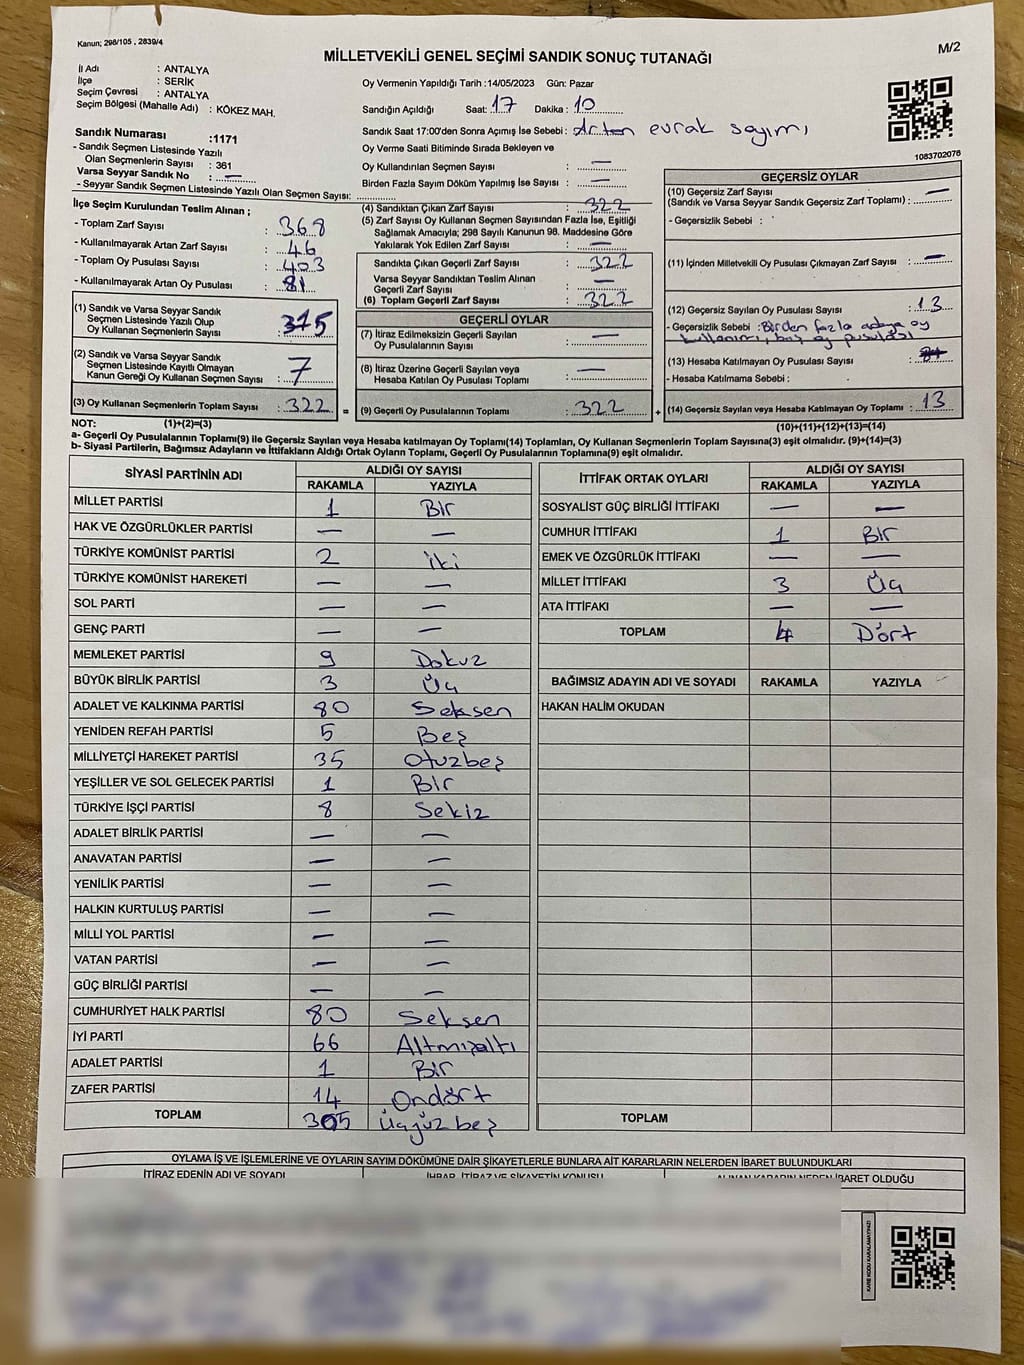 Kanun; 298/105 , 2839/4
MİLLETVEKİLİ GENEL SEÇİMİ SANDIK SONUÇ TUTANAĞI
M/2
İl Adı : ANTALYA
İlçe : SERİK
Seçim Çevresi : ANTALYA
Seçim Bölgesi (Mahalle Adı) : KÖKEZ MAH.
Oy Vermenin Yapıldığı Tarih :14/05/2023 Gün: Pazar
Sandığın Açıldığı Saat: 17 Dakika : 10
Sandık Saat 17:00'den Sonra Açılmış İse Sebebi : Artan evrak sayımı
Oy Verme Saati Bitiminde Sırada Bekleyen ve
Oy Kullandırılan Seçmen Sayısı : —
Birden Fazla Sayım Döküm Yapılmış İse Sayısı : —
1083702076
Sandık Numarası :1171
- Sandık Seçmen Listesinde Yazılı
Olan Seçmenlerin Sayısı : 361
Varsa Seyyar Sandık No : —
- Seyyar Sandık Seçmen Listesinde Yazılı Olan Seçmen Sayısı:
İlçe Seçim Kurulundan Teslim Alınan ;
- Toplam Zarf Sayısı : 368
- Kullanılmayarak Artan Zarf Sayısı : 46
- Toplam Oy Pusulası Sayısı : 403
- Kullanılmayarak Artan Oy Pusulası : 81
(1) Sandık ve Varsa Seyyar Sandık
Seçmen Listesinde Yazılı Olup
Oy Kullanan Seçmenlerin Sayısı : 315
(2) Sandık ve Varsa Seyyar Sandık
Seçmen Listesinde Kayıtlı Olmayan
Kanun Gereği Oy Kullanan Seçmen Sayısı : 7
(3) Oy Kullanan Seçmenlerin Toplam Sayısı : 322 =
(4) Sandıktan Çıkan Zarf Sayısı : 322
(5) Zarf Sayısı Oy Kullanan Seçmen Sayısından Fazla İse, Eşitliği
Sağlamak Amacıyla; 298 Sayılı Kanunun 98. Maddesine Göre
Yakılarak Yok Edilen Zarf Sayısı : —
Sandıkta Çıkan Geçerli Zarf Sayısı : 322
Varsa Seyyar Sandıktan Teslim Alınan
Geçerli Zarf Sayısı : —
(6) Toplam Geçerli Zarf Sayısı : 322
GEÇERLİ OYLAR
(7) İtiraz Edilmeksizin Geçerli Sayılan
Oy Pusulalarının Sayısı : —
(8) İtiraz Üzerine Geçerli Sayılan veya
Hesaba Katılan Oy Pusulası Toplamı : —
(9) Geçerli Oy Pusulalarının Toplamı : 322 +
GEÇERSİZ OYLAR
(10) Geçersiz Zarf Sayısı
(Sandık ve Varsa Seyyar Sandık Geçersiz Zarf Toplamı) : —
- Geçersizlik Sebebi :
(11) İçinden Milletvekili Oy Pusulası Çıkmayan Zarf Sayısı : —
(12) Geçersiz Sayılan Oy Pusulası Sayısı : 13
- Geçersizlik Sebebi : Birden fazla adaya oy
kullanımı, boş oy pusulası
(13) Hesaba Katılmayan Oy Pusulası Sayısı :
- Hesaba Katılmama Sebebi :
(14) Geçersiz Sayılan veya Hesaba Katılmayan Oy Toplamı : 13
NOT: (1)+(2)=(3)
(10)+(11)+(12)+(13)=(14)
a- Geçerli Oy Pusulalarının Toplamı(9) ile Geçersiz Sayılan veya Hesaba katılmayan Oy Toplamı(14) Toplamları, Oy Kullanan Seçmenlerin Toplam Sayısına(3) eşit olmalıdır. (9)+(14)=(3)
b- Siyasi Partilerin, Bağımsız Adayların ve İttifakların Aldığı Ortak Oyların Toplamı, Geçerli Oy Pusulalarının Toplamına(9) eşit olmalıdır.
SİYASİ PARTİNİN ADI ALDIĞI OY SAYISI
RAKAMLA YAZIYLA
MİLLET PARTİSİ 1 Bir
HAK VE ÖZGÜRLÜKLER PARTİSİ — —
TÜRKİYE KOMÜNİST PARTİSİ 2 iki
TÜRKİYE KOMÜNİST HAREKETİ — —
SOL PARTİ — —
GENÇ PARTİ — —
MEMLEKET PARTİSİ 9 Dokuz
BÜYÜK BİRLİK PARTİSİ 3 Üç
ADALET VE KALKINMA PARTİSİ 80 Seksen
YENİDEN REFAH PARTİSİ 5 Beş
MİLLİYETÇİ HAREKET PARTİSİ 35 Otuzbeş
YEŞİLLER VE SOL GELECEK PARTİSİ 1 Bir
TÜRKİYE İŞÇİ PARTİSİ 8 Sekiz
ADALET BİRLİK PARTİSİ — —
ANAVATAN PARTİSİ — —
YENİLİK PARTİSİ — —
HALKIN KURTULUŞ PARTİSİ — —
MİLLİ YOL PARTİSİ — —
VATAN PARTİSİ — —
GÜÇ BİRLİĞİ PARTİSİ — —
CUMHURİYET HALK PARTİSİ 80 Seksen
İYİ PARTİ 66 Altmışaltı
ADALET PARTİSİ 1 Bir
ZAFER PARTİSİ 14 Ondört
TOPLAM 305 Üçyüzbeş
İTTİFAK ORTAK OYLARI ALDIĞI OY SAYISI
RAKAMLA YAZIYLA
SOSYALİST GÜÇ BİRLİĞİ İTTİFAKI — —
CUMHUR İTTİFAKI 1 Bir
EMEK VE ÖZGÜRLÜK İTTİFAKI — —
MİLLET İTTİFAKI 3 Üç
ATA İTTİFAKI — —
TOPLAM 4 Dört
BAĞIMSIZ ADAYIN ADI VE SOYADI RAKAMLA YAZIYLA
HAKAN HALİM OKUDAN
TOPLAM
OYLAMA İŞ VE İŞLEMLERİNE VE OYLARIN SAYIM DÖKÜMÜNE DAİR ŞİKAYETLERLE BUNLARA AİT KARARLARIN NELERDEN İBARET BULUNDUKLARI
İTİRAZ EDENİN ADI VE SOYADI İHBAR, İTİRAZ VE ŞİKAYETİN KONUSU ALINAN KARARIN NEDEN İBARET OLDUĞU
KARE KODU KARALAMAYINIZ!